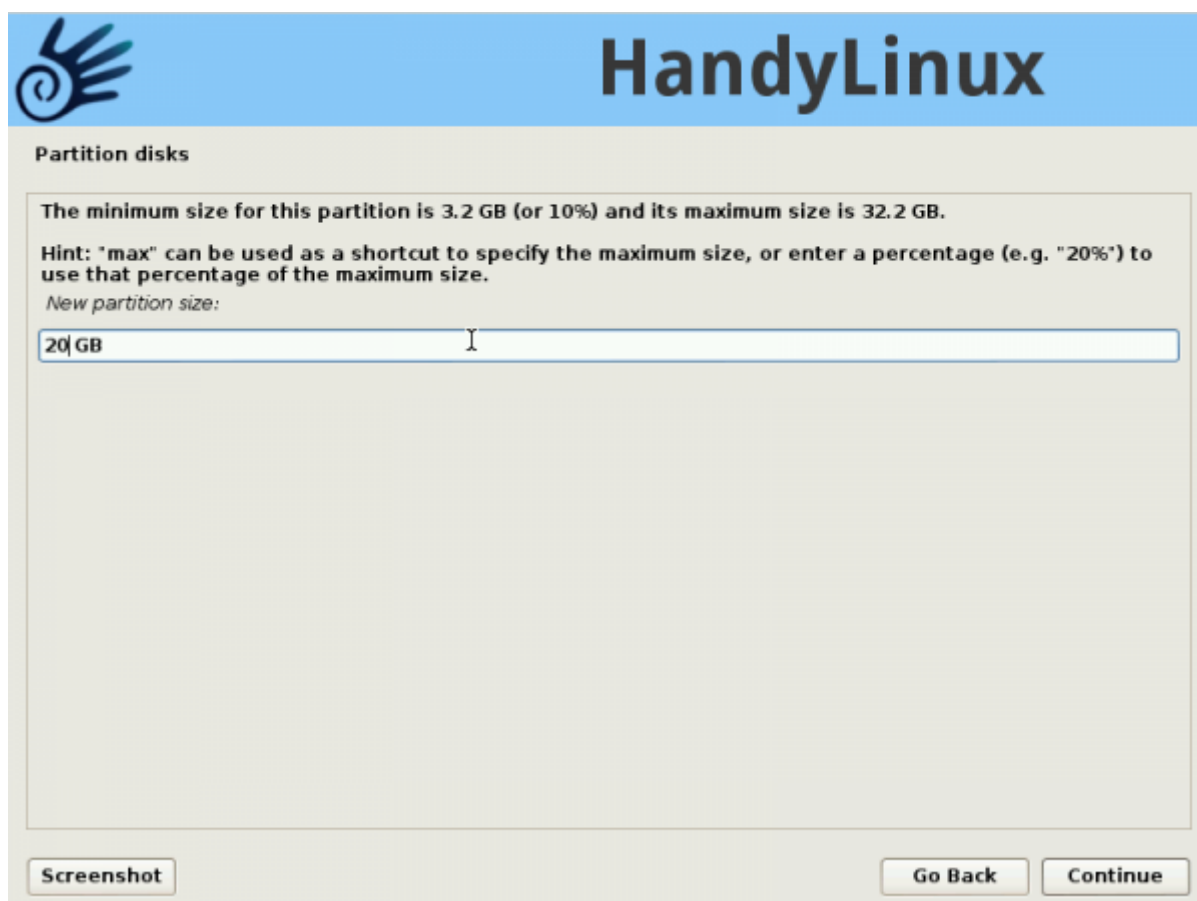 HandyLinux
Partition disks
The minimum size for this partition is 3.2 GB (or 10%) and its maximum size is 32.2 GB.
Hint: "max" can be used as a shortcut to specify the maximum size, or enter a percentage (e.g. "20%") to
use that percentage of the maximum size.
New partition size:
20 GB
Screenshot
Go Back
Continue